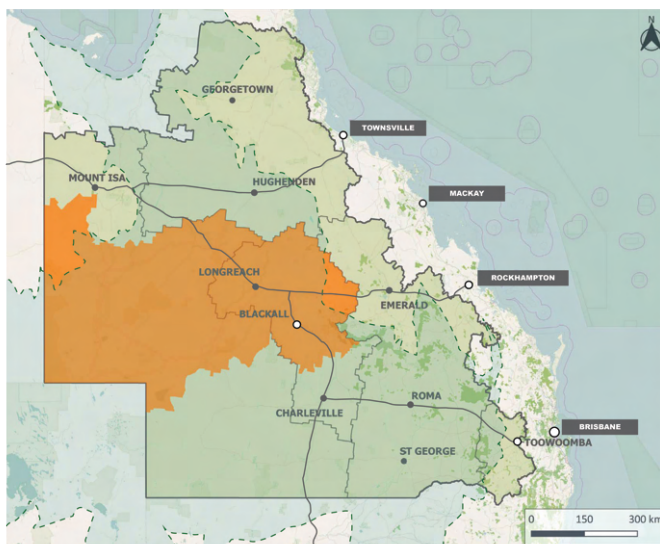 N
GEORGETOWN
TOWNSVILLE
MOUNT ISA
HUGHENDEN
MACKAY
LONGREACH
ROCKHAMPTON
EMERALD
BLACKALL
CHARLEVILLE
ROMA
BRISBANE
TOOWOOMBA
ST GEORGE
0 150 300 km